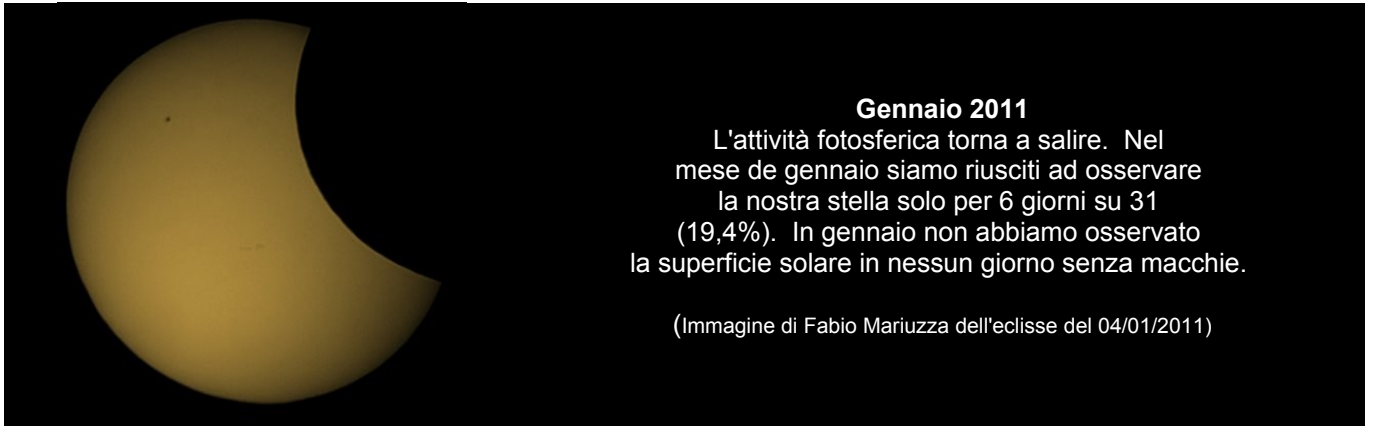 Gennaio 2011
L'attività fotosferica torna a salire.  Nel
mese de gennaio siamo riusciti ad osservare
la nostra stella solo per 6 giorni su 31
(19,4%).  In gennaio non abbiamo osservato
la superficie solare in nessun giorno senza macchie.
(Immagine di Fabio Mariuzza dell'eclisse del 04/01/2011)